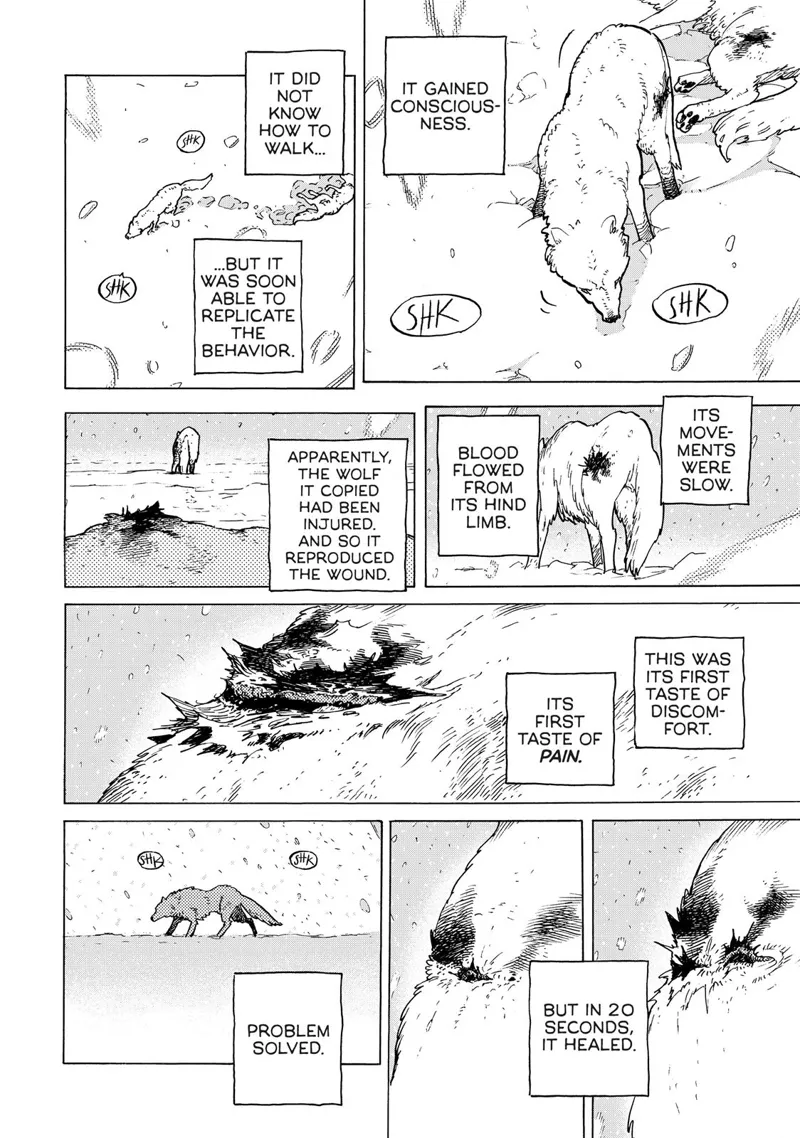 IT GAINED
CONSCIOUS-
NESS.
SHK
SHK
IT DID
NOT
KNOW
HOW TO
WALK...
SHK
SHK
...BUT IT
WAS SOON
ABLE TO
REPLICATE
THE
BEHAVIOR.
ITS
MOVE-
MENTS
WERE
SLOW.
BLOOD
FLOWED
FROM
ITS HIND
LIMB.
APPARENTLY,
THE WOLF
IT COPIED
HAD BEEN
INJURED.
AND SO IT
REPRODUCED
THE WOUND.
THIS WAS
ITS FIRST
TASTE OF
DISCOM-
FORT.
ITS
FIRST
TASTE OF
PAIN.
BUT IN 20
SECONDS,
IT HEALED.
SHK
SHK
PROBLEM
SOLVED.